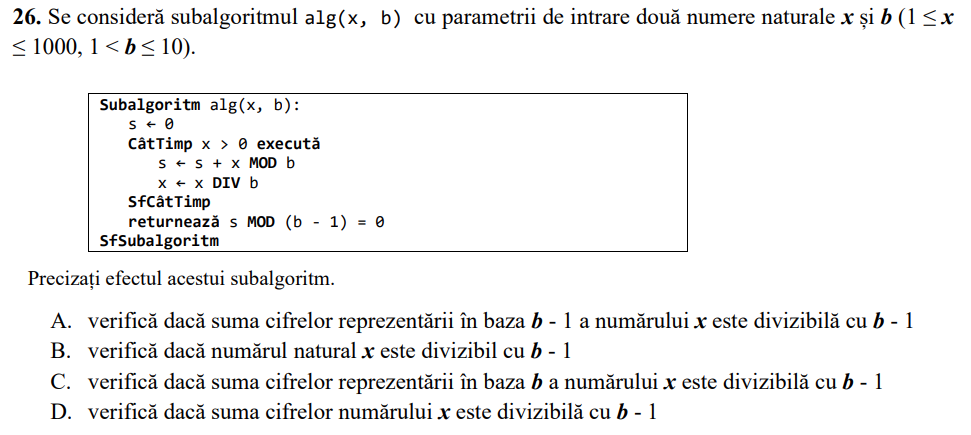 26. Se consideră subalgoritmul alg(x, b) cu parametrii de intrare două numere naturale x și b (1 ≤ x
≤ 1000, 1 < b ≤ 10).
Subalgoritm alg(x, b):
s ← 0
CâtTimp x > 0 execută
s ← s + x MOD b
x ← x DIV b
SfCâtTimp
returnează s MOD (b - 1) = 0
SfSubalgoritm
Precizați efectul acestui subalgoritm.
A. verifică dacă suma cifrelor reprezentării în baza b - 1 a numărului x este divizibilă cu b - 1
B. verifică dacă numărul natural x este divizibil cu b - 1
C. verifică dacă suma cifrelor reprezentării în baza b a numărului x este divizibilă cu b - 1
D. verifică dacă suma cifrelor numărului x este divizibilă cu b - 1